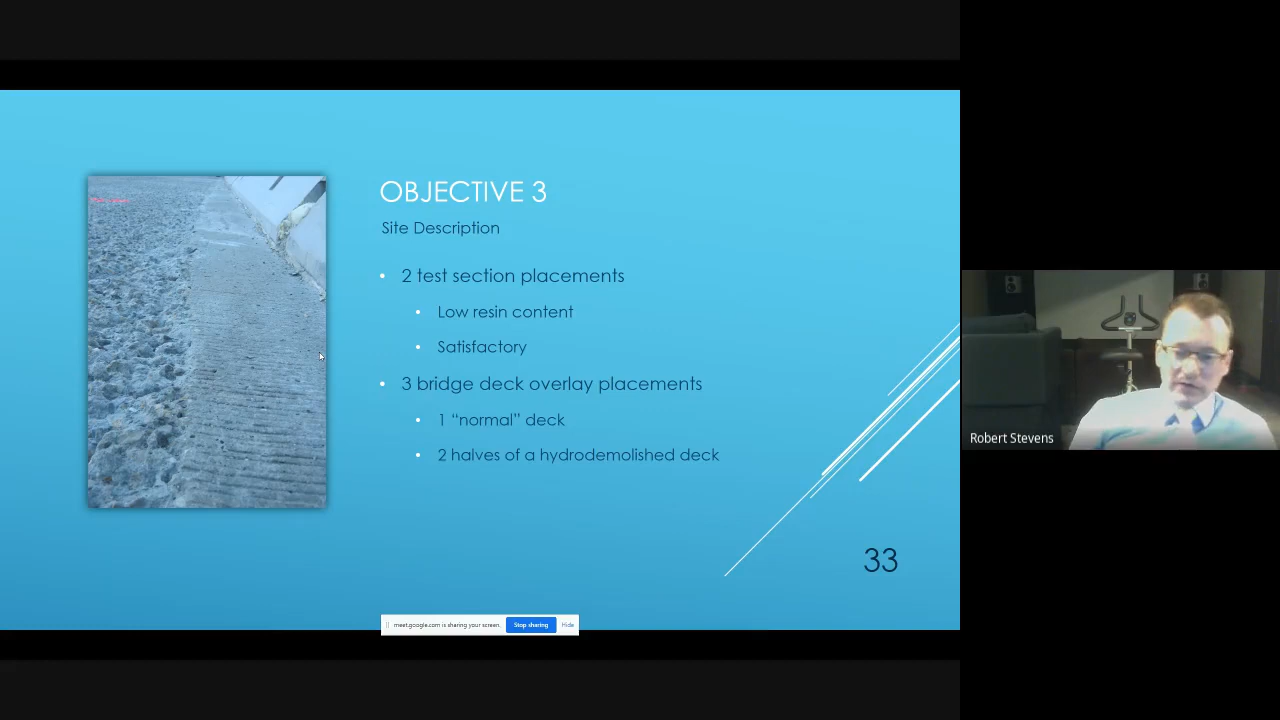 OBJECTIVE 3
Site Description
• 2 test section placements
• Low resin content
• Satisfactory
• 3 bridge deck overlay placements
• 1 “normal” deck
• 2 halves of a hydrodemolished deck
33
meet.google.com is sharing your screen.
Stop sharing
Hide
Robert Stevens